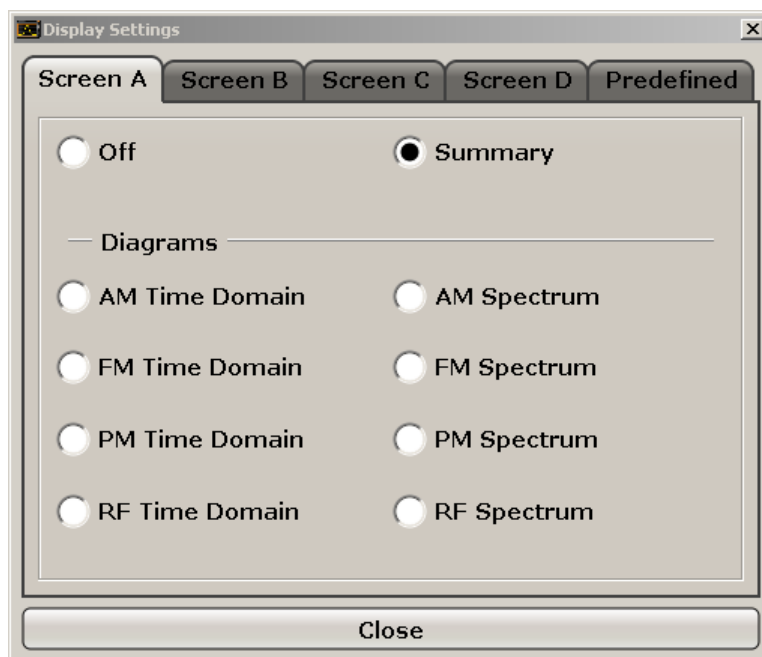 Display Settings
Screen A Screen B Screen C Screen D Predefined
Off Summary
Diagrams
AM Time Domain AM Spectrum
FM Time Domain FM Spectrum
PM Time Domain PM Spectrum
RF Time Domain RF Spectrum
Close